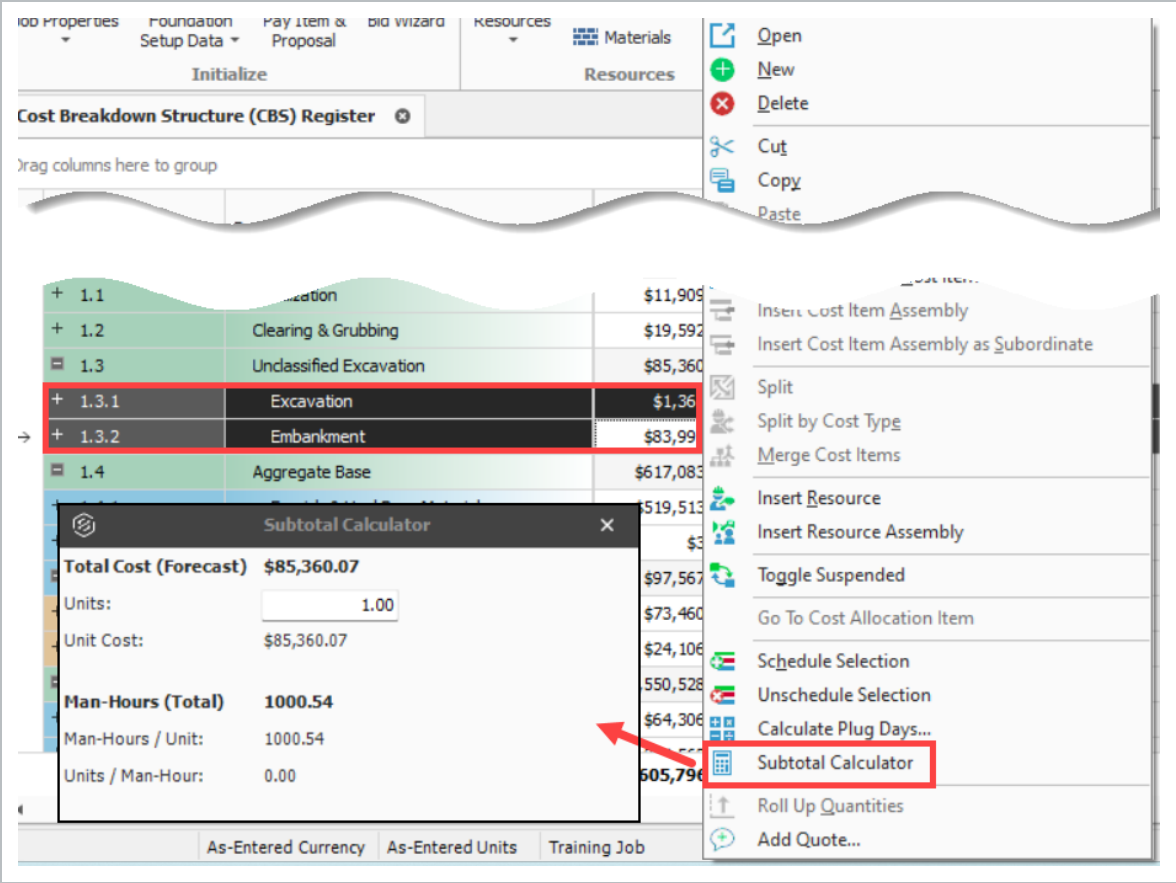 Job Properties
Foundation
Setup Data
Pay Item &
Proposal
Bid Wizard
Resources
Materials
Initialize
Resources
Cost Breakdown Structure (CBS) Register
Drag columns here to group
Open
New
Delete
Cut
Copy
Paste
+ 1.1 $11,909
+ 1.2 Clearing & Grubbing $19,592
1.3 Unclassified Excavation $85,360
+ 1.3.1 Excavation $1,36
+ 1.3.2 Embankment $83,99
1.4 Aggregate Base $617,083
$519,513
$3
$97,567
$73,460
$24,106
,550,528
$64,306
605,796
Subtotal Calculator
Total Cost (Forecast) $85,360.07
Units: 1.00
Unit Cost: $85,360.07
Man-Hours (Total) 1000.54
Man-Hours / Unit: 1000.54
Units / Man-Hour: 0.00
Insert Cost Item Assembly
Insert Cost Item Assembly as Subordinate
Split
Split by Cost Type
Merge Cost Items
Insert Resource
Insert Resource Assembly
Toggle Suspended
Go To Cost Allocation Item
Schedule Selection
Unschedule Selection
Calculate Plug Days...
Subtotal Calculator
Roll Up Quantities
Add Quote...
As-Entered Currency As-Entered Units Training Job